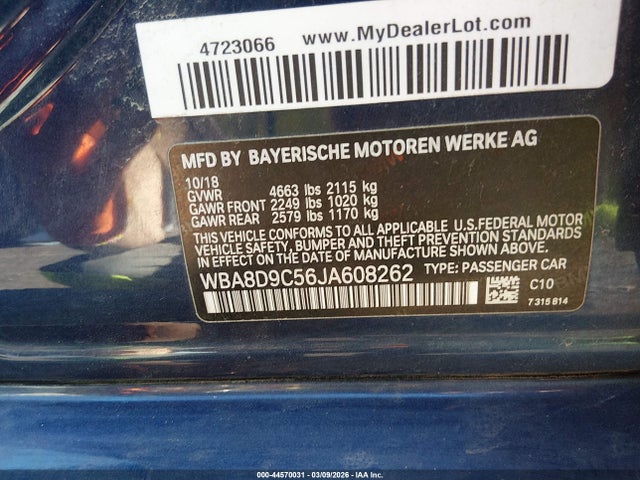 4723066
www.MyDealerLot.com
MFD BY BAYERISCHE MOTOREN WERKE AG
10/18
GVWR 4663 lbs 2115 kg
GAWR FRONT 2249 lbs 1020 kg
GAWR REAR 2579 lbs 1170 kg
THIS VEHICLE CONFORMS TO ALL APPLICABLE U.S.FEDERAL MOTOR
VEHICLE SAFETY, BUMPER AND THEFT PREVENTION STANDARDS
IN EFFECT ON THE DATE OF MANUFACTURE SHOWN ABOVE.
WBA8D9C56JA608262 TYPE: PASSENGER CAR
C10
7 315 814
000-44570031 - 03/09/2026 - IAA Inc.